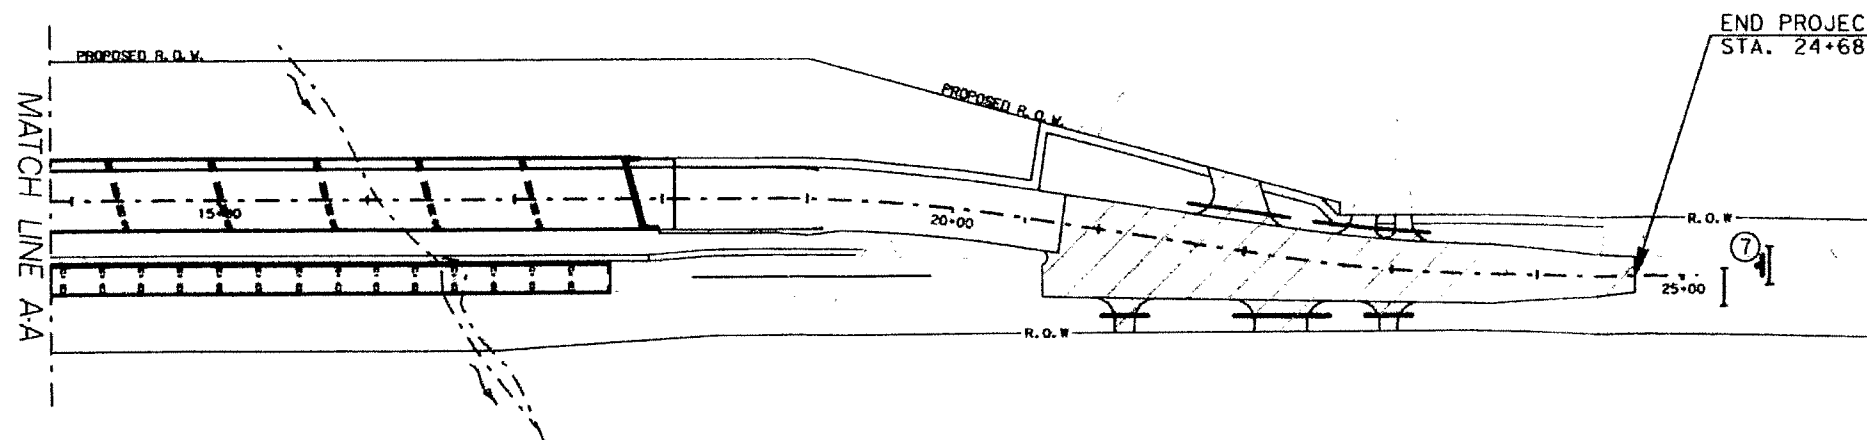 END PROJEC
STA. 24+68
PROPOSED R.O.W.
PROPOSED R.O.W.
MATCH LINE A-A
15+00
20+00
R.O.W
7
25+00
R.O.W